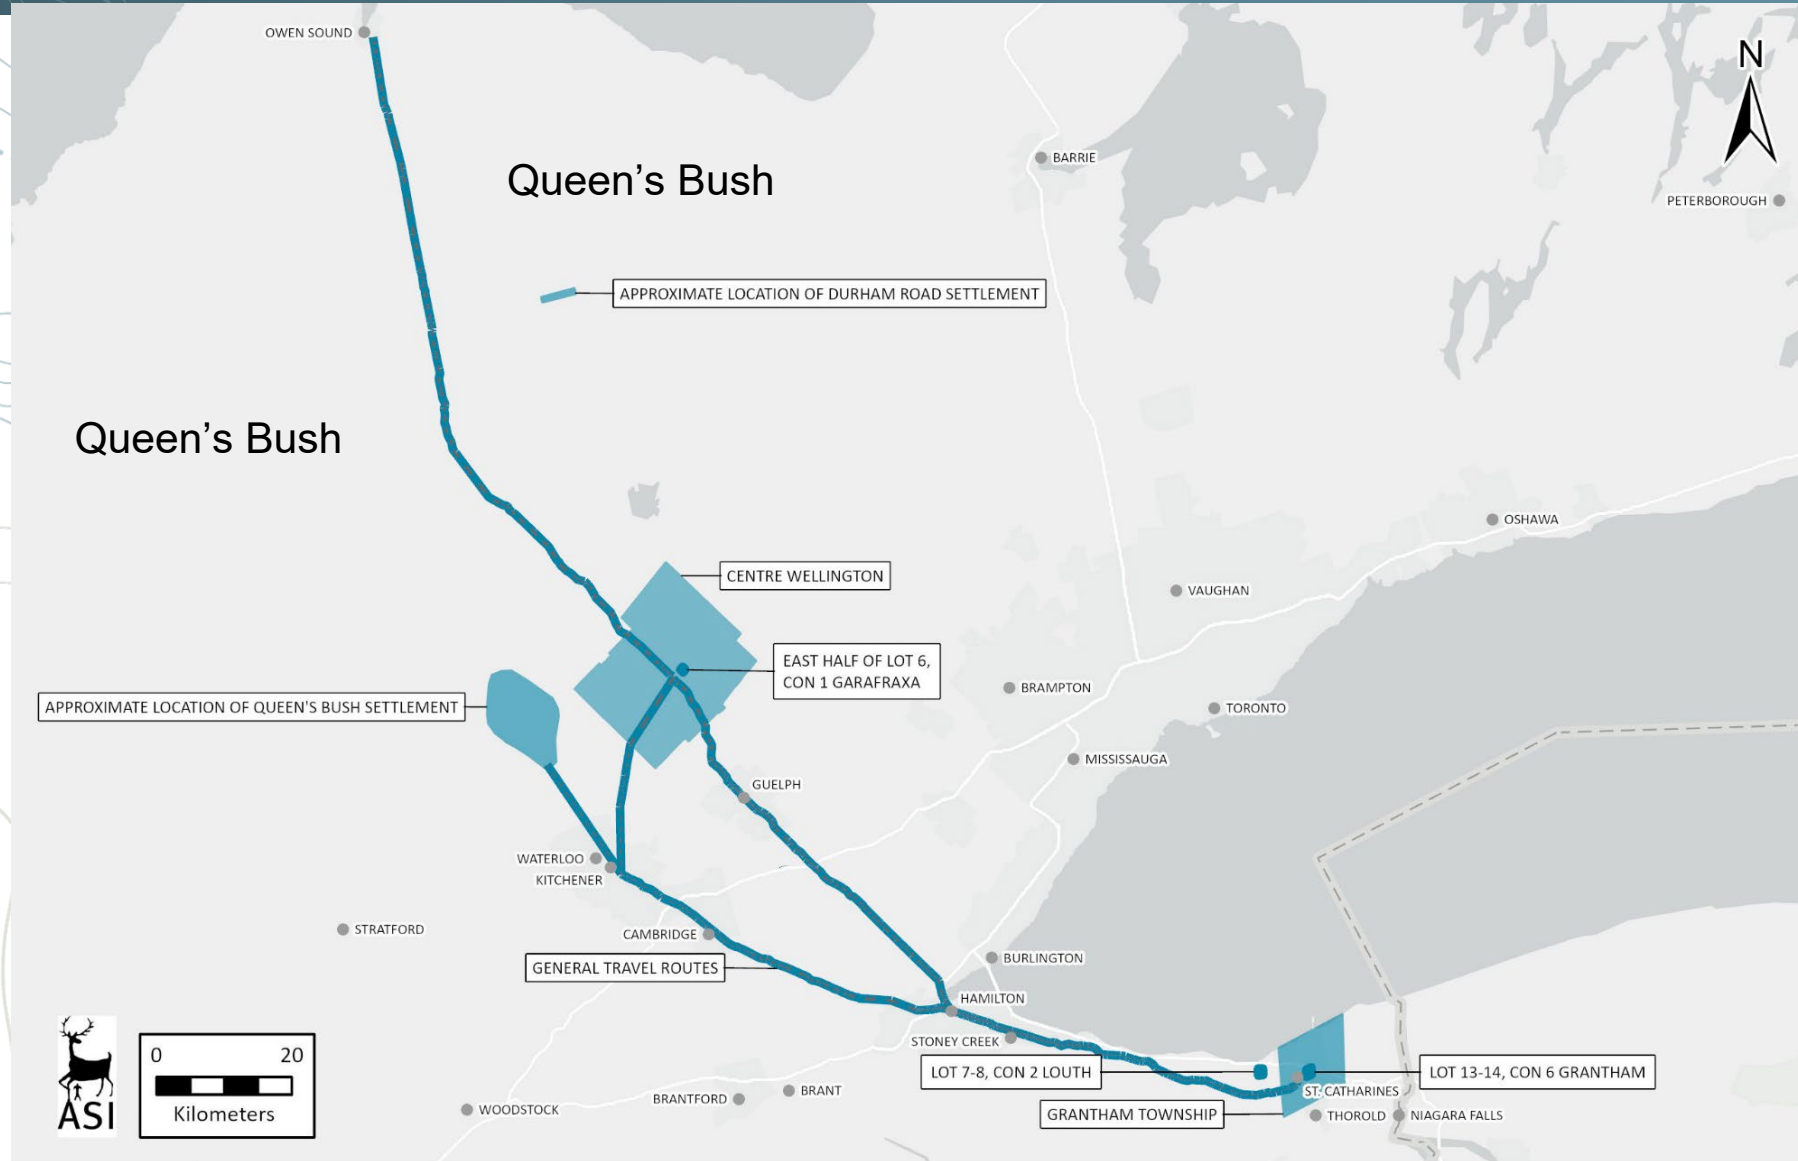 OWEN SOUND
N
BARRIE
Queen's Bush
PETERBOROUGH
APPROXIMATE LOCATION OF DURHAM ROAD SETTLEMENT
Queen's Bush
OSHAWA
CENTRE WELLINGTON
VAUGHAN
EAST HALF OF LOT 6,
CON 1 GARAFRAXA
BRAMPTON
APPROXIMATE LOCATION OF QUEEN'S BUSH SETTLEMENT
TORONTO
MISSISSAUGA
GUELPH
WATERLOO
KITCHENER
STRATFORD
CAMBRIDGE
BURLINGTON
GENERAL TRAVEL ROUTES
HAMILTON
STONEY CREEK
0 20
Kilometers
ASI
LOT 7-8, CON 2 LOUTH
LOT 13-14, CON 6 GRANTHAM
BRANT
ST. CATHARINES
BRANTFORD
WOODSTOCK
GRANTHAM TOWNSHIP
THOROLD
NIAGARA FALLS